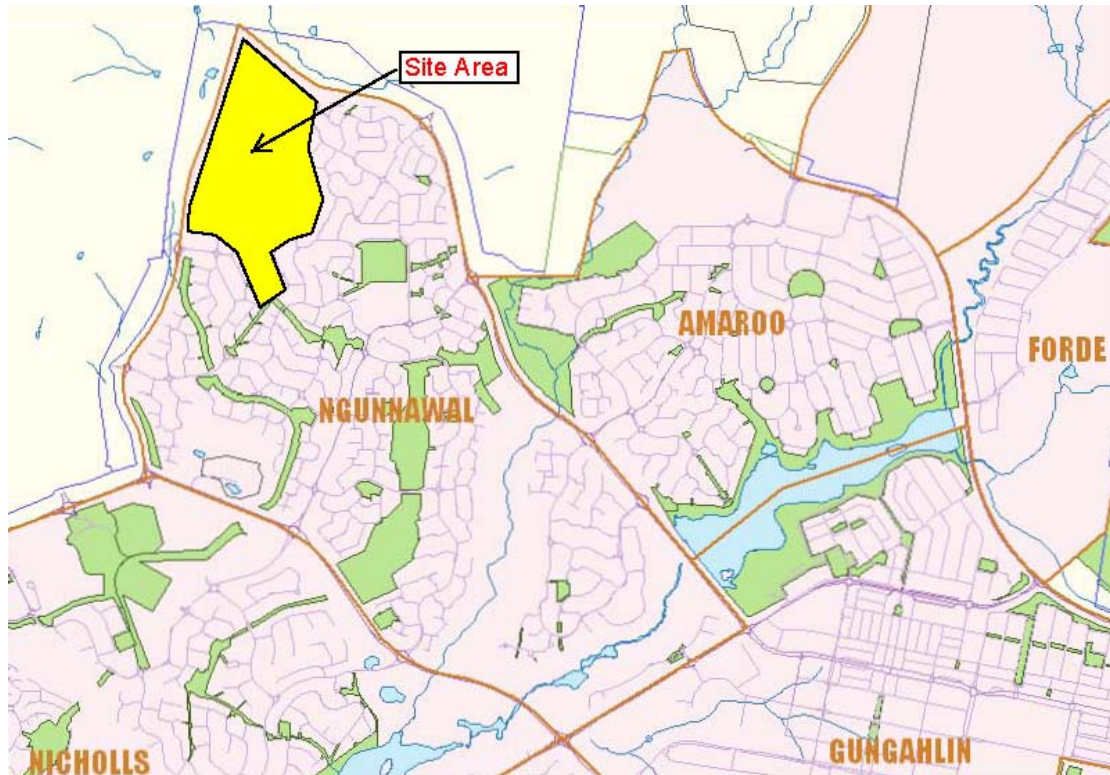 Site Area
AMAROO
FORDE
NGUNNAWAL
NICHOLLS
GUNGAHLIN